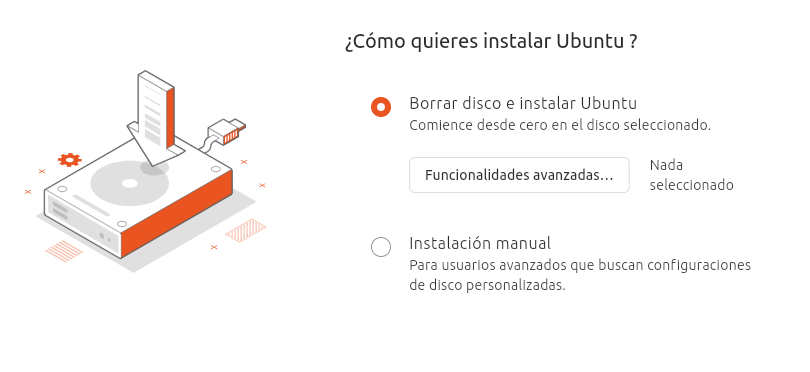 ¿Cómo quieres instalar Ubuntu ?
Borrar disco e instalar Ubuntu
Comience desde cero en el disco seleccionado.
Funcionalidades avanzadas...
Nada
seleccionado
Instalación manual
Para usuarios avanzados que buscan configuraciones
de disco personalizadas.